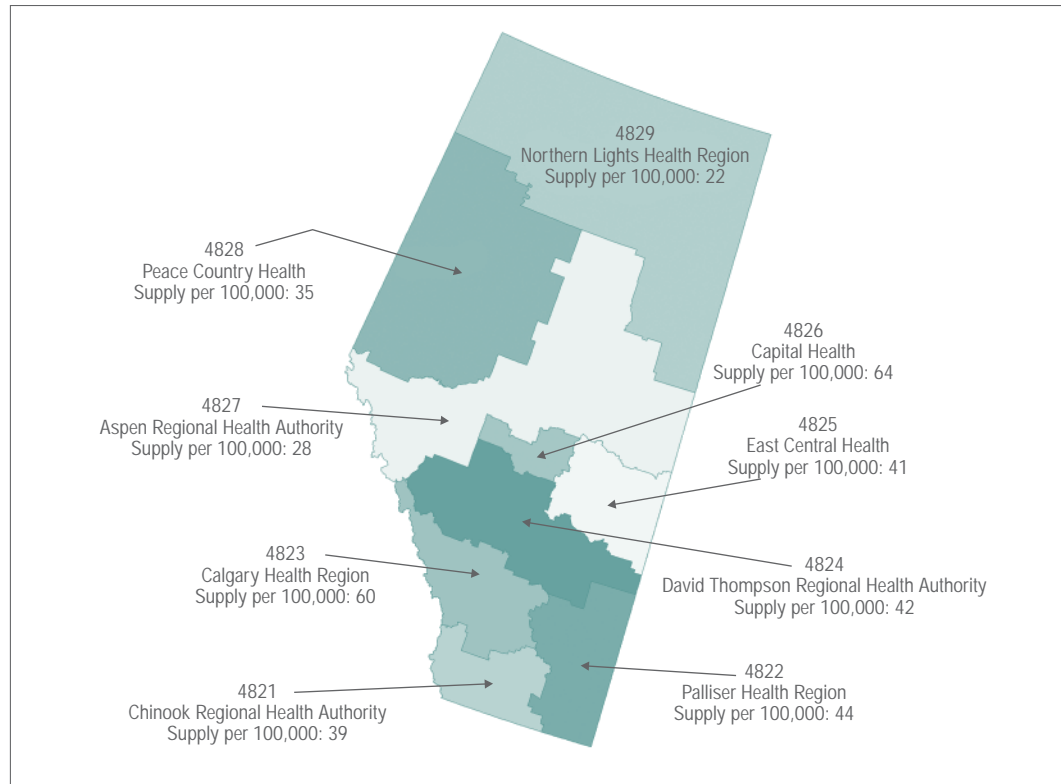 4829
Northern Lights Health Region
Supply per 100,000: 22
4828
Peace Country Health
Supply per 100,000: 35
4826
Capital Health
Supply per 100,000: 64
4827
Aspen Regional Health Authority
Supply per 100,000: 28
4825
East Central Health
Supply per 100,000: 41
4823
Calgary Health Region
Supply per 100,000: 60
4824
David Thompson Regional Health Authority
Supply per 100,000: 42
4822
Palliser Health Region
Supply per 100,000: 44
4821
Chinook Regional Health Authority
Supply per 100,000: 39